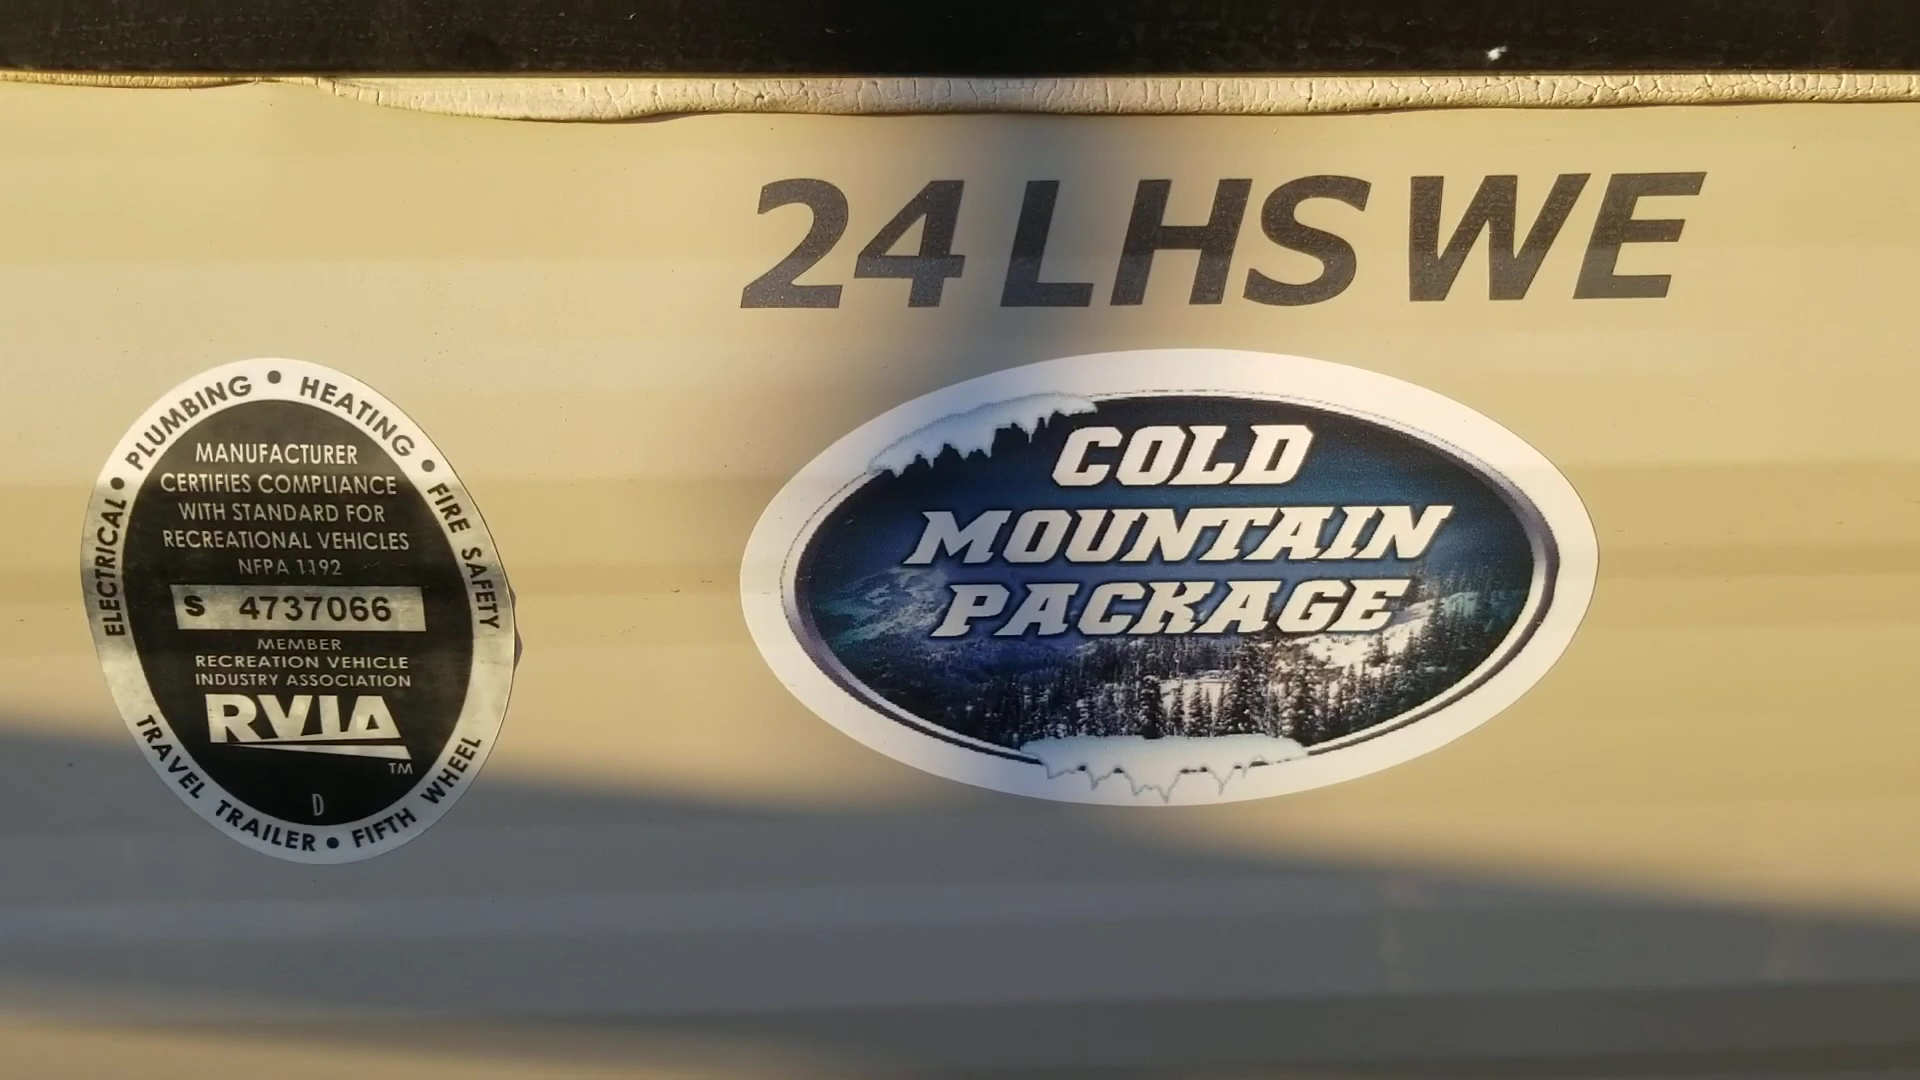 24LHSWE
PLUMBING • HEATING • FIRE SAFETY
ELECTRICAL •
MANUFACTURER
CERTIFIES COMPLIANCE
WITH STANDARD FOR
RECREATIONAL VEHICLES
NFPA 1192
S 4737066
MEMBER
RECREATION VEHICLE
INDUSTRY ASSOCIATION
RVIA
TM
D
TRAVEL TRAILER • FIFTH WHEEL
COLD
MOUNTAIN
PACKAGE